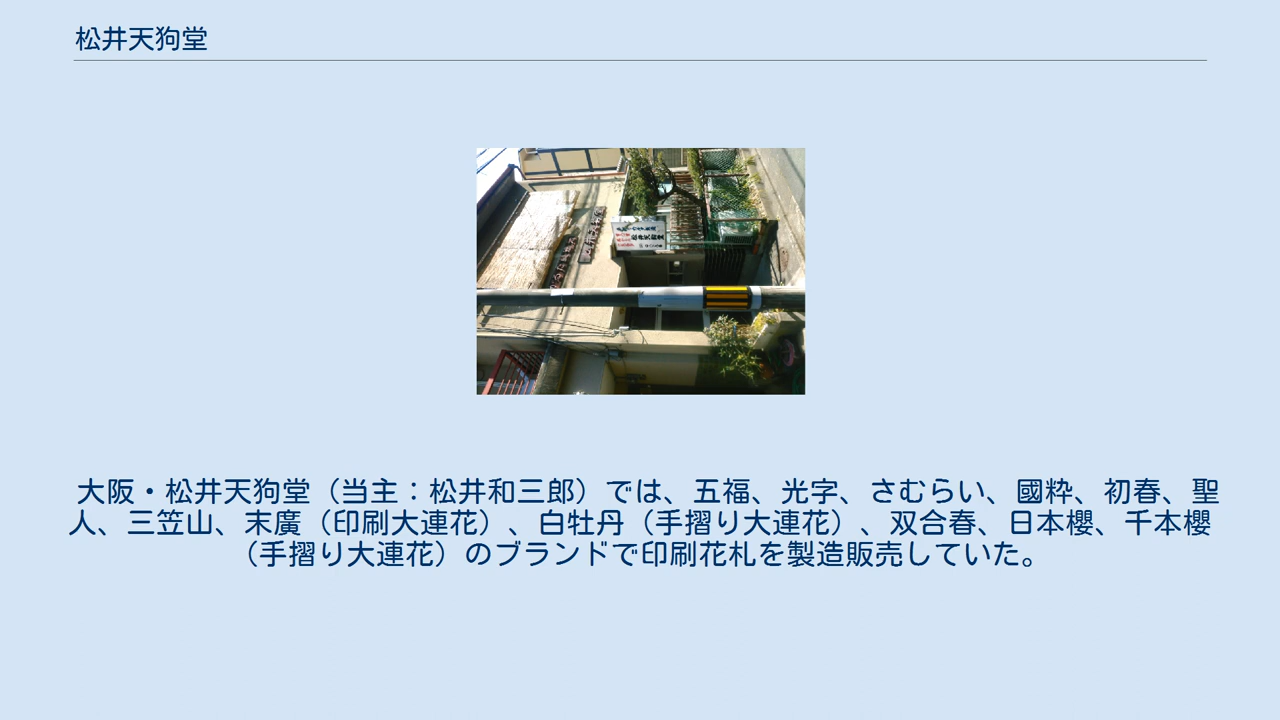 松井天狗堂
大阪・松井天狗堂（当主：松井和三郎）では、五福、光字、さむらい、國粋、初春、聖
人、三笠山、末廣（印刷大連花）、白牡丹（手摺り大連花）、双合春、日本櫻、千本櫻
（手摺り大連花）のブランドで印刷花札を製造販売していた。